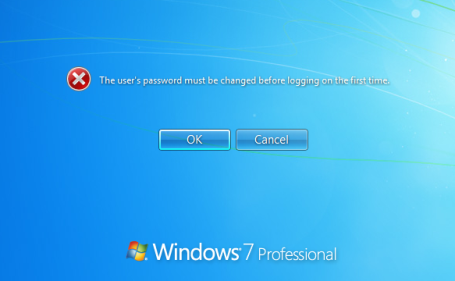 The user's password must be changed before logging on the first time.
OK
Cancel
Windows 7 Professional